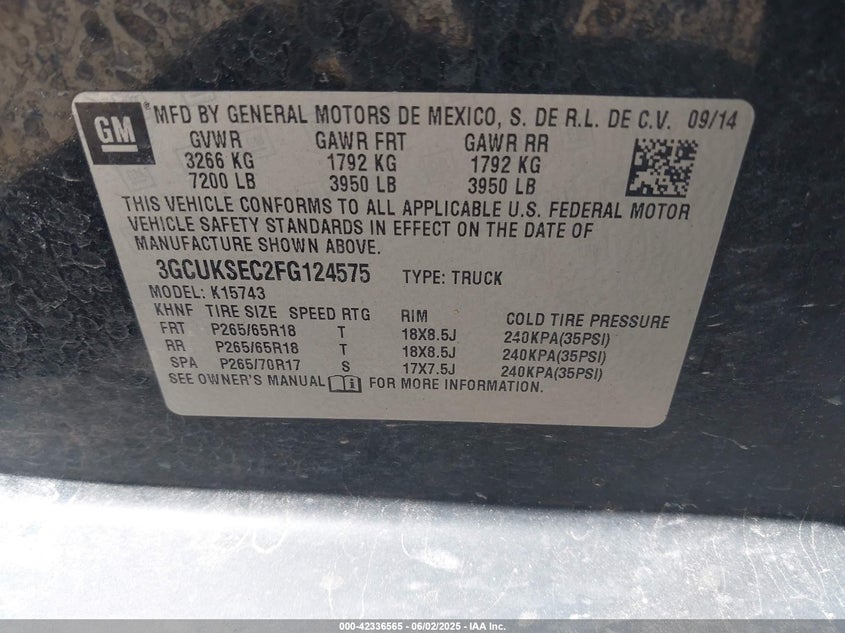 GM
® MFD BY GENERAL MOTORS DE MEXICO, S. DE R.L. DE C.V. 09/14
GVWR GAWR FRT GAWR RR
3266 KG 1792 KG 1792 KG
7200 LB 3950 LB 3950 LB
THIS VEHICLE CONFORMS TO ALL APPLICABLE U.S. FEDERAL MOTOR
VEHICLE SAFETY STANDARDS IN EFFECT ON THE DATE OF
MANUFACTURE SHOWN ABOVE.
3GCUKSEC2FG124575 TYPE: TRUCK
MODEL: K15743
KHNF TIRE SIZE SPEED RTG RIM COLD TIRE PRESSURE
FRT P265/65R18 T 18X8.5J 240KPA(35PSI)
RR P265/65R18 T 18X8.5J 240KPA(35PSI)
SPA P265/70R17 S 17X7.5J 240KPA(35PSI)
SEE OWNER'S MANUAL FOR MORE INFORMATION.
000-42336565 - 06/02/2025 - IAA Inc.